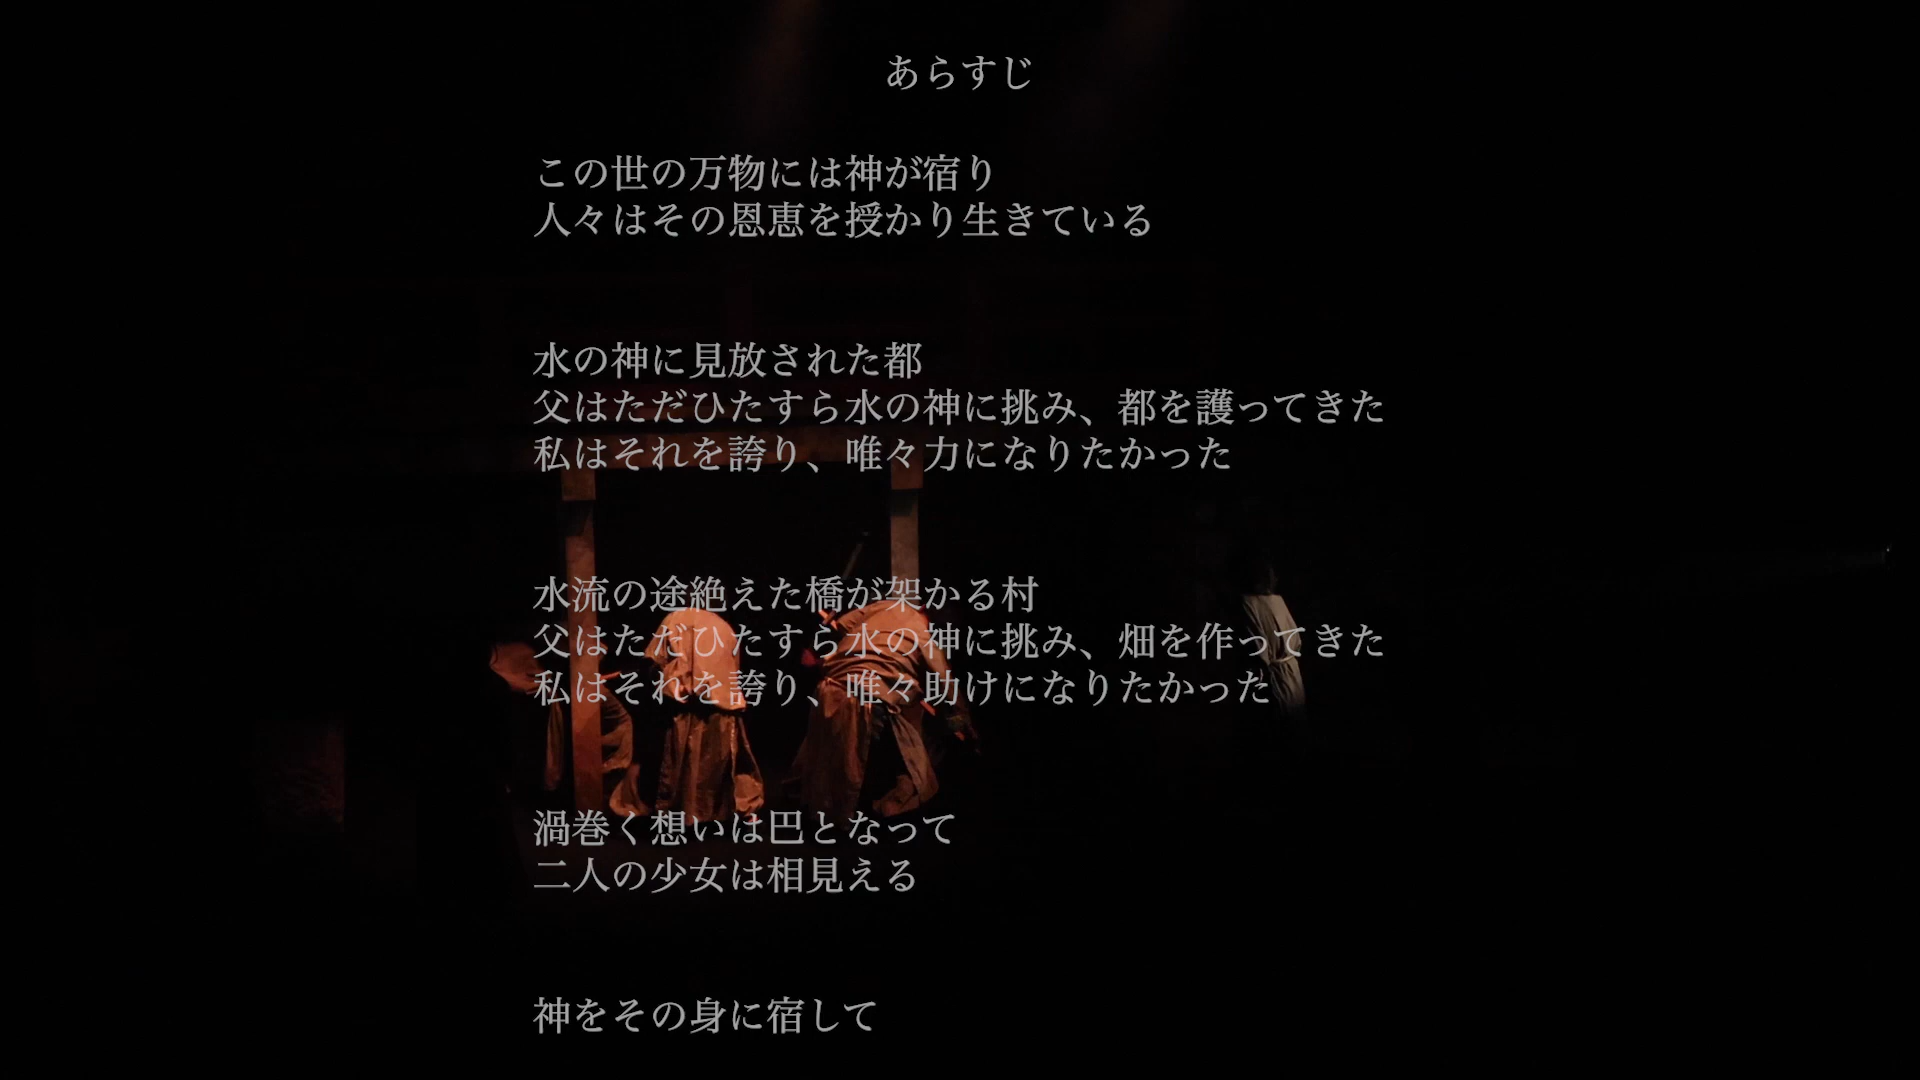 あらすじ
この世の万物には神が宿り
人々はその恩恵を授かり生きている
水の神に見放された都
父はただひたすら水の神に挑み、都を護ってきた
私はそれを誇り、唯々力になりたかった
水流の途絶えた橋が架かる村
父はただひたすら水の神に挑み、畑を作ってきた
私はそれを誇り、唯々助けになりたかった
渦巻く想いは巴となって
二人の少女は相見える
神をその身に宿して